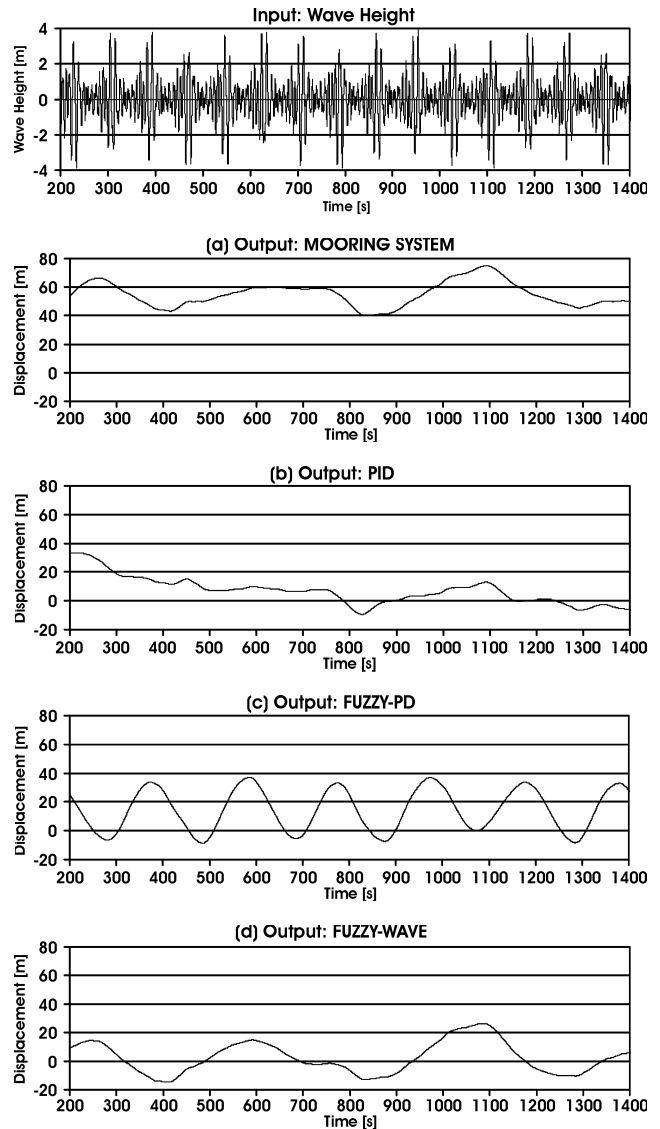 Input: Wave Height
Wave Height [m]
4
2
0
-2
-4
200 300 400 500 600 700 800 900 1000 1100 1200 1300 1400
Time [s]
(a) Output: MOORING SYSTEM
Displacement [m]
80
60
40
20
0
-20
200 300 400 500 600 700 800 900 1000 1100 1200 1300 1400
Time [s]
(b) Output: PID
Displacement [m]
80
60
40
20
0
-20
200 300 400 500 600 700 800 900 1000 1100 1200 1300 1400
Time [s]
(c) Output: FUZZY-PD
Displacement [m]
80
60
40
20
0
-20
200 300 400 500 600 700 800 900 1000 1100 1200 1300 1400
Time [s]
(d) Output: FUZZY-WAVE
Displacement [m]
80
60
40
20
0
-20
200 300 400 500 600 700 800 900 1000 1100 1200 1300 1400
Time [s]